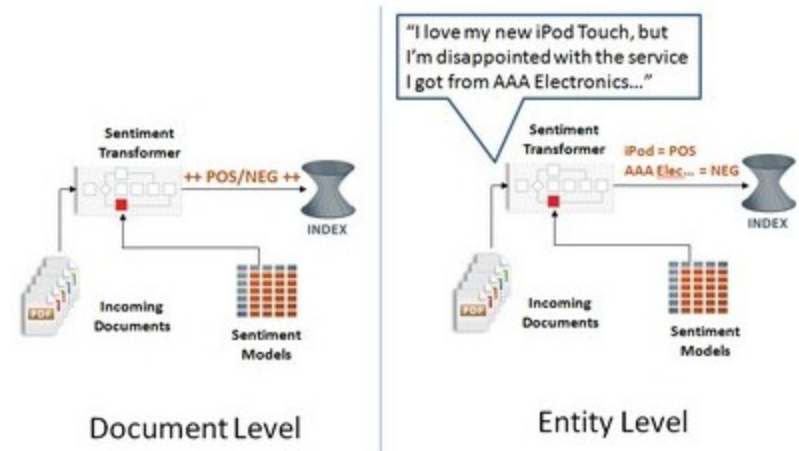 Sentiment
Transformer
++ POS/NEG ++
INDEX
PDF
Incoming
Documents
Sentiment
Models
Document Level
“I love my new iPod Touch, but
I’m disappointed with the service
I got from AAA Electronics...”
Sentiment
Transformer
iPod = POS
AAA Elec... = NEG
INDEX
PDF
Incoming
Documents
Sentiment
Models
Entity Level